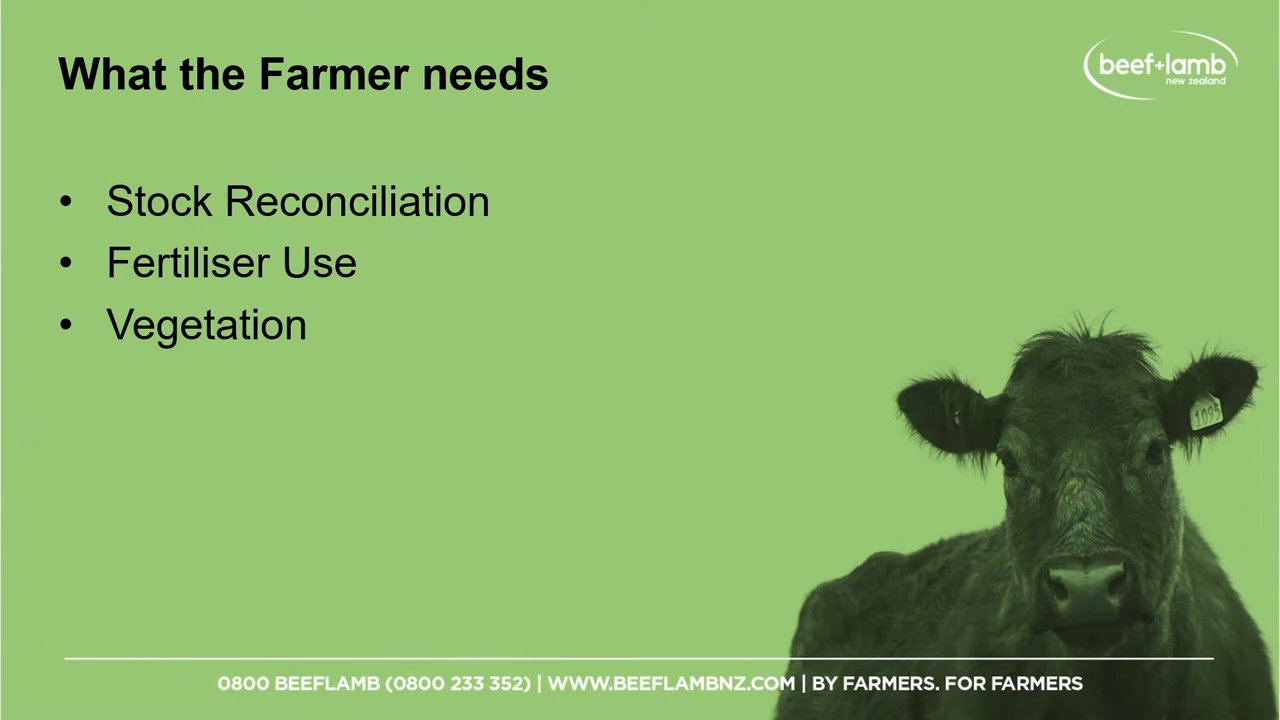 What the Farmer needs
beef+lamb
new zealand
• Stock Reconciliation
• Fertiliser Use
• Vegetation
1095
0800 BEEFLAMB (0800 233 352) | WWW.BEEFLAMBNZ.COM | BY FARMERS. FOR FARMERS